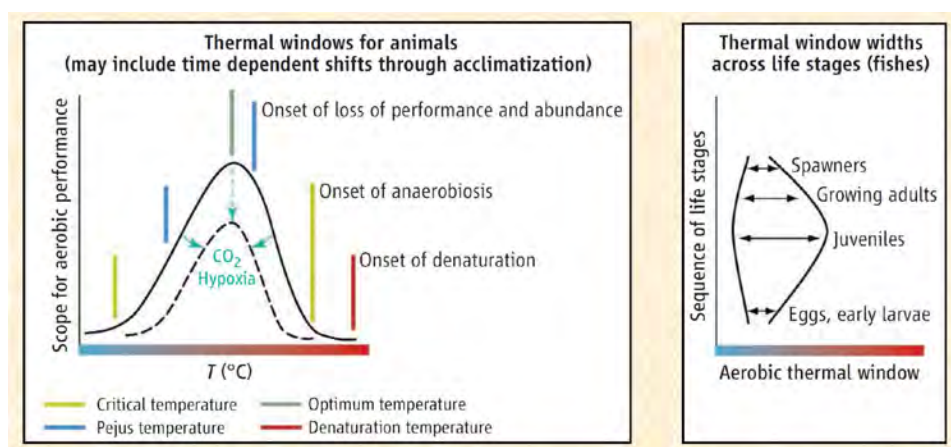 Thermal windows for animals
(may include time dependent shifts through acclimatization)
Scope for aerobic performance
Onset of loss of performance and abundance
Onset of anaerobiosis
CO2
Hypoxia
Onset of denaturation
T (°C)
Critical temperature
Optimum temperature
Pejus temperature
Denaturation temperature
Thermal window widths
across life stages (fishes)
Sequence of life stages
Spawners
Growing adults
Juveniles
Eggs, early larvae
Aerobic thermal window